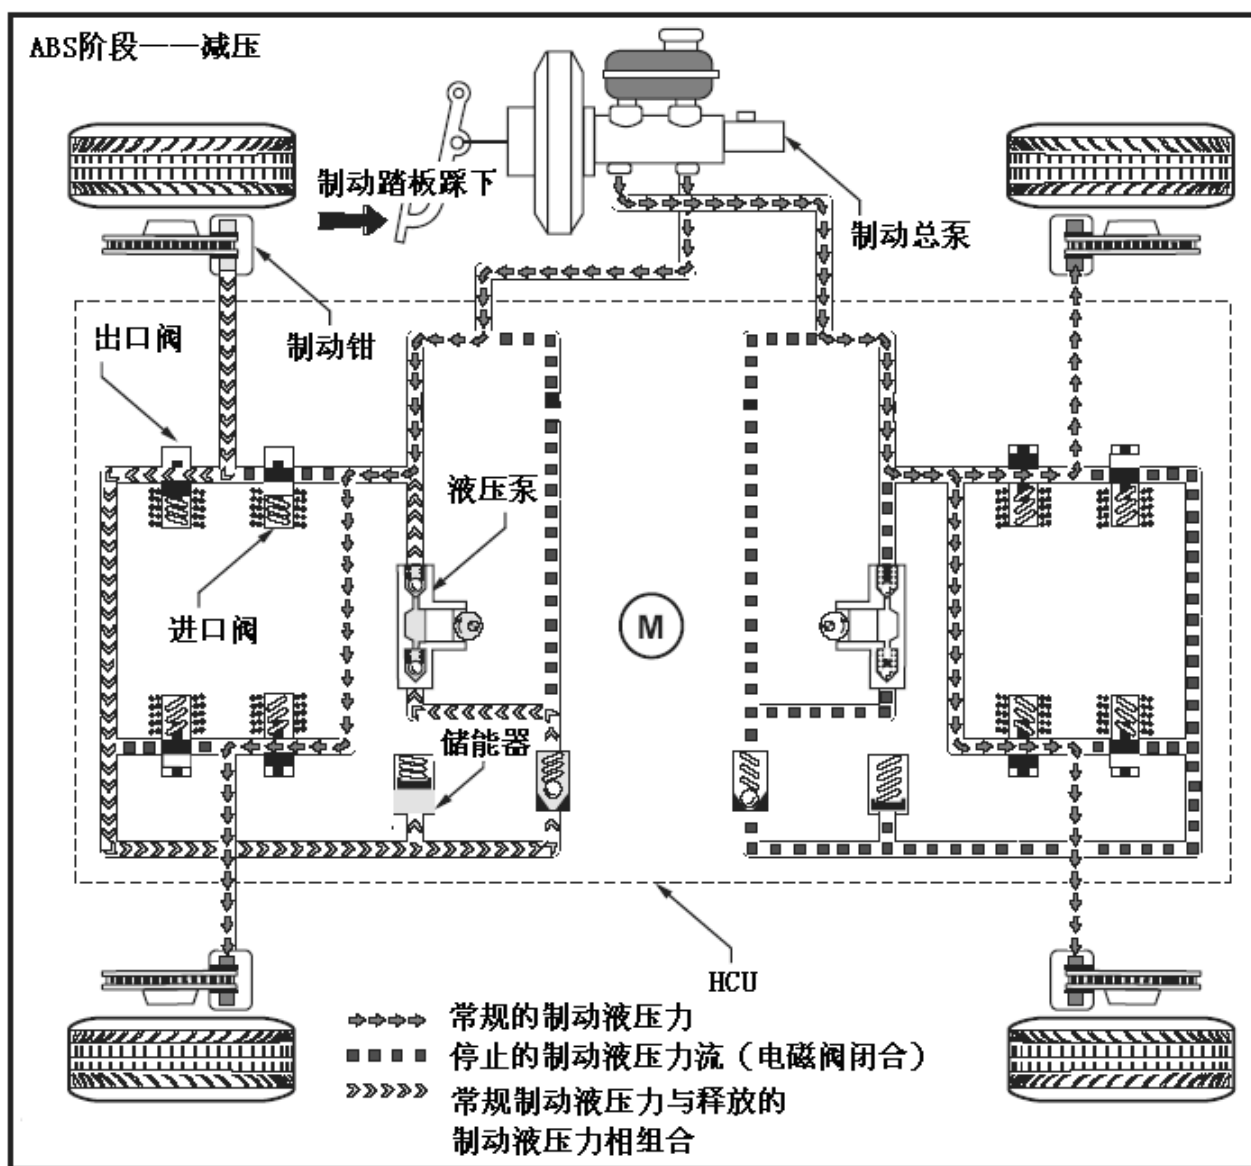 ABS阶段——减压
制动踏板踩下
制动总泵
出口阀
制动钳
液压泵
进口阀
M
储能器
HCU
常规的制动液压力
停止的制动液压力流（电磁阀闭合）
常规制动液压力与释放的
制动液压力相组合